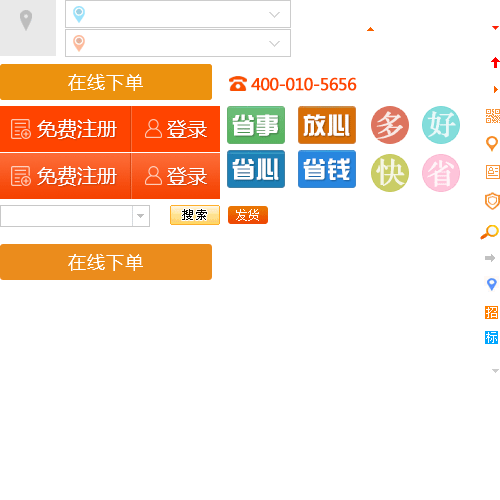 在线下单
400-010-5656
免费注册 登录
省事 放心 多 好
免费注册 登录
省心 省钱 快 省
搜索 发货
在线下单
招
标